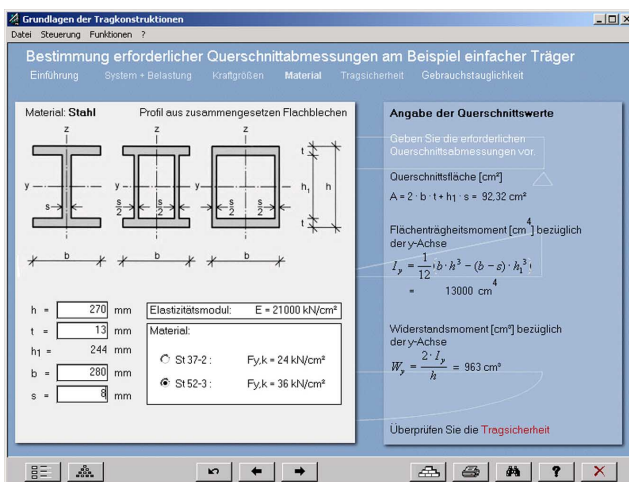 Grundlagen der Tragkonstruktionen
Datei Steuerung Funktionen ?
Bestimmung erforderlicher Querschnittabmessungen am Beispiel einfacher Träger
Einführung System + Belastung Kraftgrößen Material Tragsicherheit Gebrauchstauglichkeit
Material: Stahl Profil aus zusammengesetzen Flachblechen
z z z
t
y y s s/2 s/2 s/2 s/2 h1 h
t
b b b
h = 270 mm
t = 13 mm
h1 = 244 mm
b = 280 mm
s = 8 mm
Elastizitätsmodul: E = 21000 kN/cm²
Material:
St 37-2 : Fy,k = 24 kN/cm²
St 52-3 : Fy,k = 36 kN/cm²
Angabe der Querschnittswerte
Geben Sie die erforderlichen
Querschnittsabmessungen vor.
Querschnittsfläche [cm²]
A = 2 · b · t + h1 · s = 92,32 cm²
Flächenträgheitsmoment [cm⁴] bezüglich
der y-Achse
I_y = 1/12 · b · h³ − (b − s) · h1³
= 13000 cm⁴
Widerstandsmoment [cm³] bezüglich
der y-Achse
W_y = 2 · I_y / h = 963 cm³
Überprüfen Sie die Tragsicherheit
?